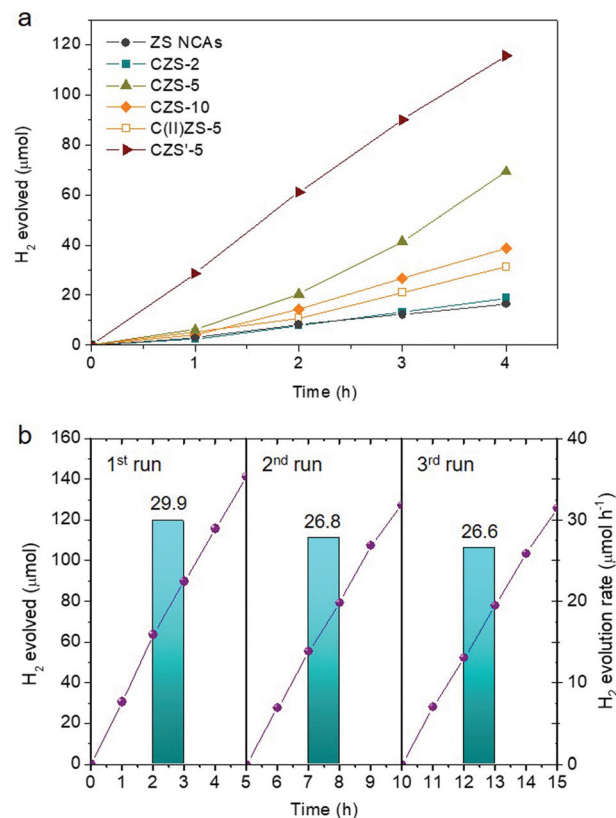 a
120
100
80
60
40
20
0
H2 evolved (μmol)
ZS NCAs
CZS-2
CZS-5
CZS-10
C(II)ZS-5
CZS'-5
0 1 2 3 4
Time (h)
b
160
140
120
100
80
60
40
20
0
H2 evolved (μmol)
1st run
29.9
2nd run
26.8
3rd run
26.6
40
30
20
10
0
H2 evolution rate (μmol h-1)
0 1 2 3 4 5 6 7 8 9 10 11 12 13 14 15
Time (h)